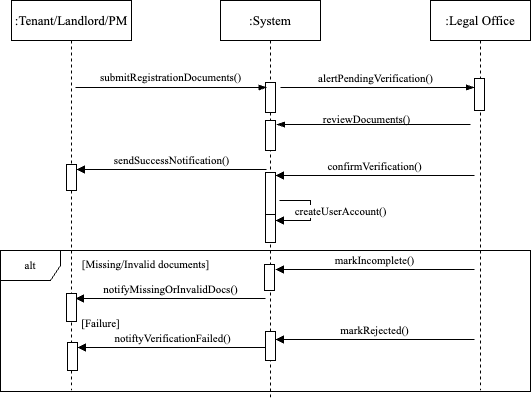 :Tenant/Landlord/PM
:System
:Legal Office
submitRegistrationDocuments()
alertPendingVerification()
reviewDocuments()
sendSuccessNotification()
confirmVerification()
createUserAccount()
alt
[Missing/Invalid documents]
markIncomplete()
notifyMissingOrInvalidDocs()
[Failure]
markRejected()
notiftyVerificationFailed()